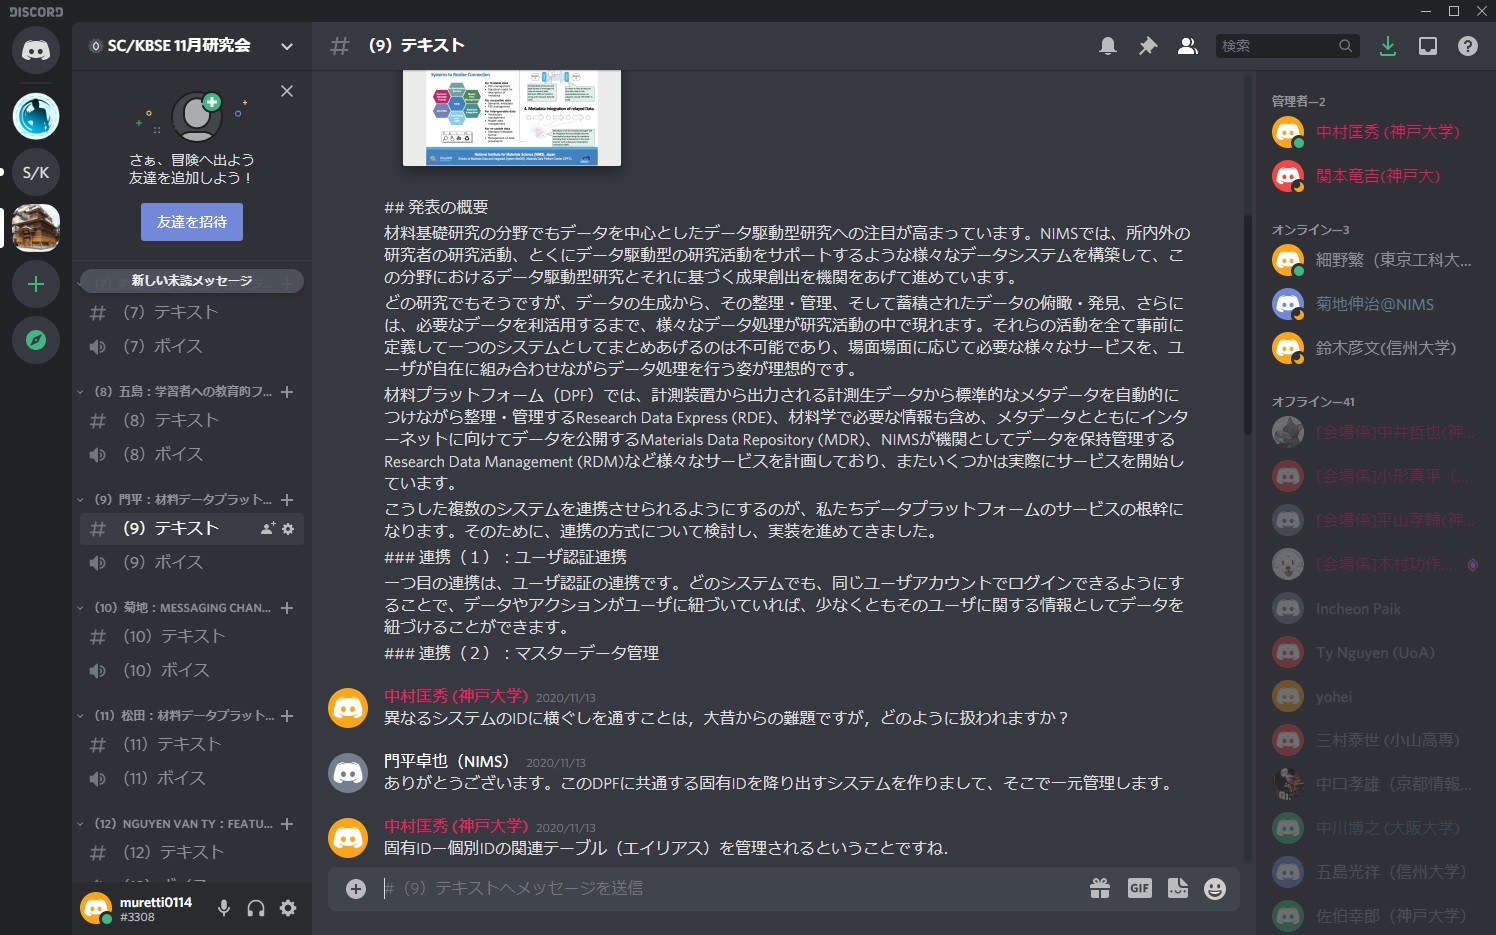 DISCORD
SC/KBSE 11月研究会
さぁ、冒険へ出よう
友達を追加しよう！
友達を招待
新しい未読メッセージ
(7) テキスト
(7) ボイス
(8) 五島：学習者への教育的フ...
(8) テキスト
(8) ボイス
(9) 門平：材料データプラット...
(9) テキスト
(9) ボイス
(10) 菊地：MESSAGING CHAN...
(10) テキスト
(10) ボイス
(11) 松田：材料データプラット...
(11) テキスト
(11) ボイス
(12) NGUYEN VAN TY：FEATU...
(12) テキスト
muretti0114
#3308
S/K
# (9) テキスト
検索
Systems to Realize Connection
4. Metadata integration of relayed Data
## 発表の概要
材料基礎研究の分野でもデータを中心としたデータ駆動型研究への注目が高まっています。NIMSでは、所内外の
研究者の研究活動、とくにデータ駆動型の研究活動をサポートするような様々なデータシステムを構築して、こ
の分野におけるデータ駆動型研究とそれに基づく成果創出を機関をあげて進めています。
どの研究でもそうですが、データの生成から、その整理・管理、そして蓄積されたデータの俯瞰・発見、さらに
は、必要なデータを利活用するまで、様々なデータ処理が研究活動の中で現れます。それらの活動を全て事前に
定義して一つのシステムとしてまとめあげるのは不可能であり、場面場面に応じて必要な様々なサービスを、ユ
ーザが自在に組み合わせながらデータ処理を行う姿が理想的です。
材料プラットフォーム（DPF）では、計測装置から出力される計測生データから標準的なメタデータを自動的に
つけながら整理・管理するResearch Data Express (RDE)、材料学で必要な情報も含め、メタデータとともにインタ
ーネットに向けてデータを公開するMaterials Data Repository (MDR)、NIMSが機関としてデータを保持管理する
Research Data Management (RDM)など様々なサービスを計画しており、またいくつかは実際にサービスを開始し
ています。
こうした複数のシステムを連携させられるようにするのが、私たちデータプラットフォームのサービスの根幹に
なります。そのために、連携の方式について検討し、実装を進めてきました。
### 連携（１）：ユーザ認証連携
一つ目の連携は、ユーザ認証の連携です。どのシステムでも、同じユーザアカウントでログインできるようにす
ることで、データやアクションがユーザに紐づいていれば、少なくともそのユーザに関する情報としてデータを
紐づけることができます。
### 連携（２）：マスターデータ管理
中村匡秀 (神戸大学) 2020/11/13
異なるシステムのIDに横ぐしを通すことは，大昔からの難題ですが，どのように扱われますか？
門平卓也（NIMS） 2020/11/13
ありがとうございます。このDPFに共通する固有IDを降り出すシステムを作りまして、そこで一元管理します。
中村匡秀 (神戸大学) 2020/11/13
固有IDー個別IDの関連テーブル（エイリアス）を管理されるということですね．
# (9) テキストへメッセージを送信
GIF
管理者—2
中村匡秀 (神戸大学)
関本竜吉(神戸大)
オンライン—3
細野繁（東京工科大...
菊地伸治@NIMS
鈴木彦文(信州大学)
オフライン—41
[会場係]中井哲也(神...
[会場係]小形真平（...
[会場係]平山孝輔(神...
[会場係]木村功作...
Incheon Paik
Ty Nguyen (UoA)
yohei
三村泰世 (小山高専)
中口孝雄（京都情報...
中川博之 (大阪大学)
五島光祥（信州大学）
佐伯幸郎（神戸大学）